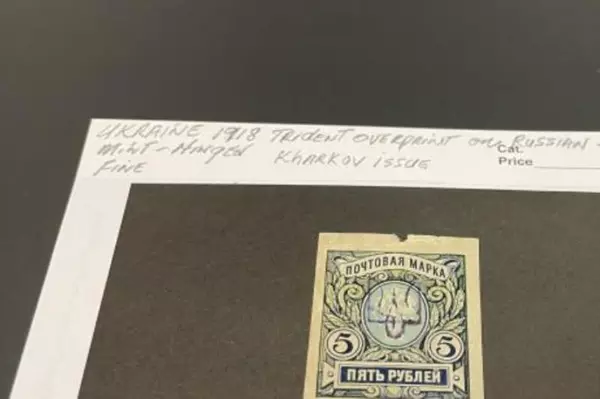 UKRAINE 1918 TRIDENT OVERPRINT ON RUSSIAN -
MINT-HINGED KHARKOV ISSUE
FINE
Cat.
Price
ПОЧТОВАЯ МАРКА
5 5
ПЯТЬ РУБЛЕЙ